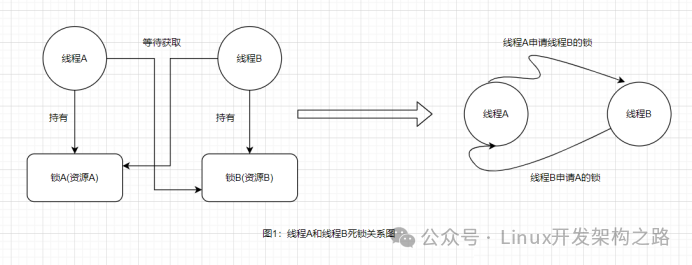 等待获取
线程A
线程B
持有
持有
锁A(资源A)
锁B(资源B)
线程A申请线程B的锁
线程A
线程B
线程B申请A的锁
图1：线程A和线程B死锁关系图
公众号 · Linux开发架构之路